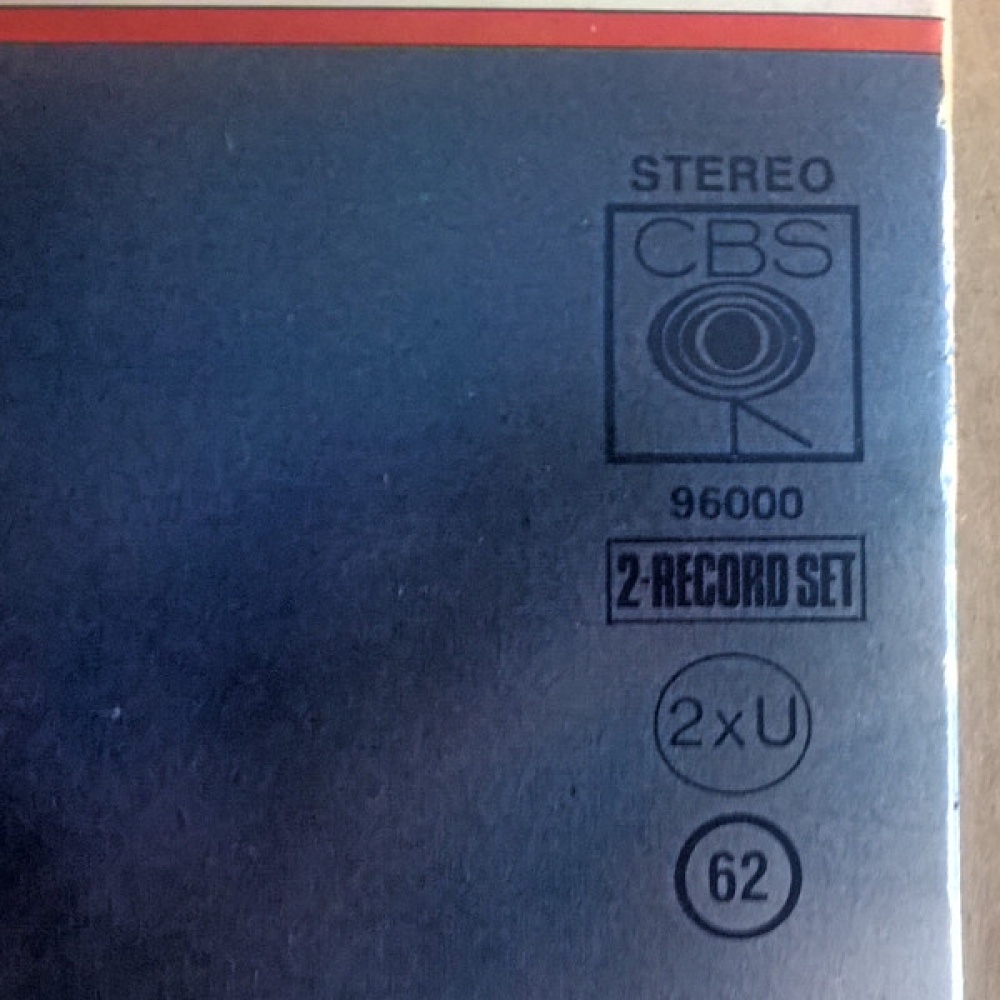 STEREO
CBS
96000
2-RECORD SET
2xU
62